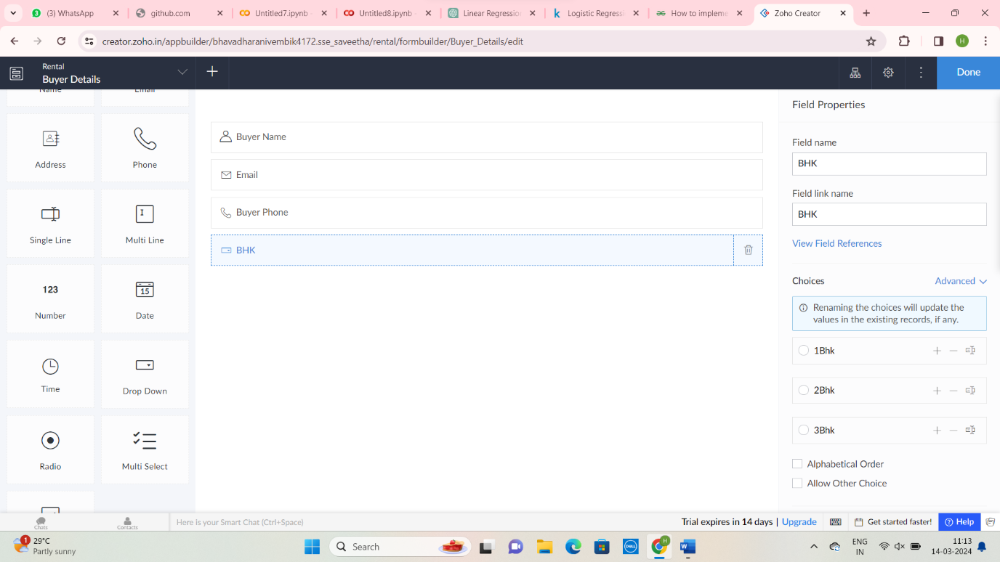 3
(3) WhatsApp
github.com
Untitled7.ipynb
Untitled8.ipynb
Linear Regressio
Logistic Regress
How to impleme
Zoho Creator
creator.zoho.in/appbuilder/bhavadharanivembik4172.sse_saveetha/rental/formbuilder/Buyer_Details/edit
H
Rental
Buyer Details
Done
Name
Email
Address
Phone
Single Line
Multi Line
123
Number
15
Date
Time
Drop Down
Radio
Multi Select
Buyer Name
Email
Buyer Phone
BHK
Field Properties
Field name
BHK
Field link name
BHK
View Field References
Choices
Advanced
Renaming the choices will update the
values in the existing records, if any.
1Bhk
2Bhk
3Bhk
Alphabetical Order
Allow Other Choice
Chats
Contacts
Here is your Smart Chat (Ctrl+Space)
Trial expires in 14 days | Upgrade
Get started faster!
Help
1
29°C
Partly sunny
Search
DELL
H
W
ENG
IN
11:13
14-03-2024